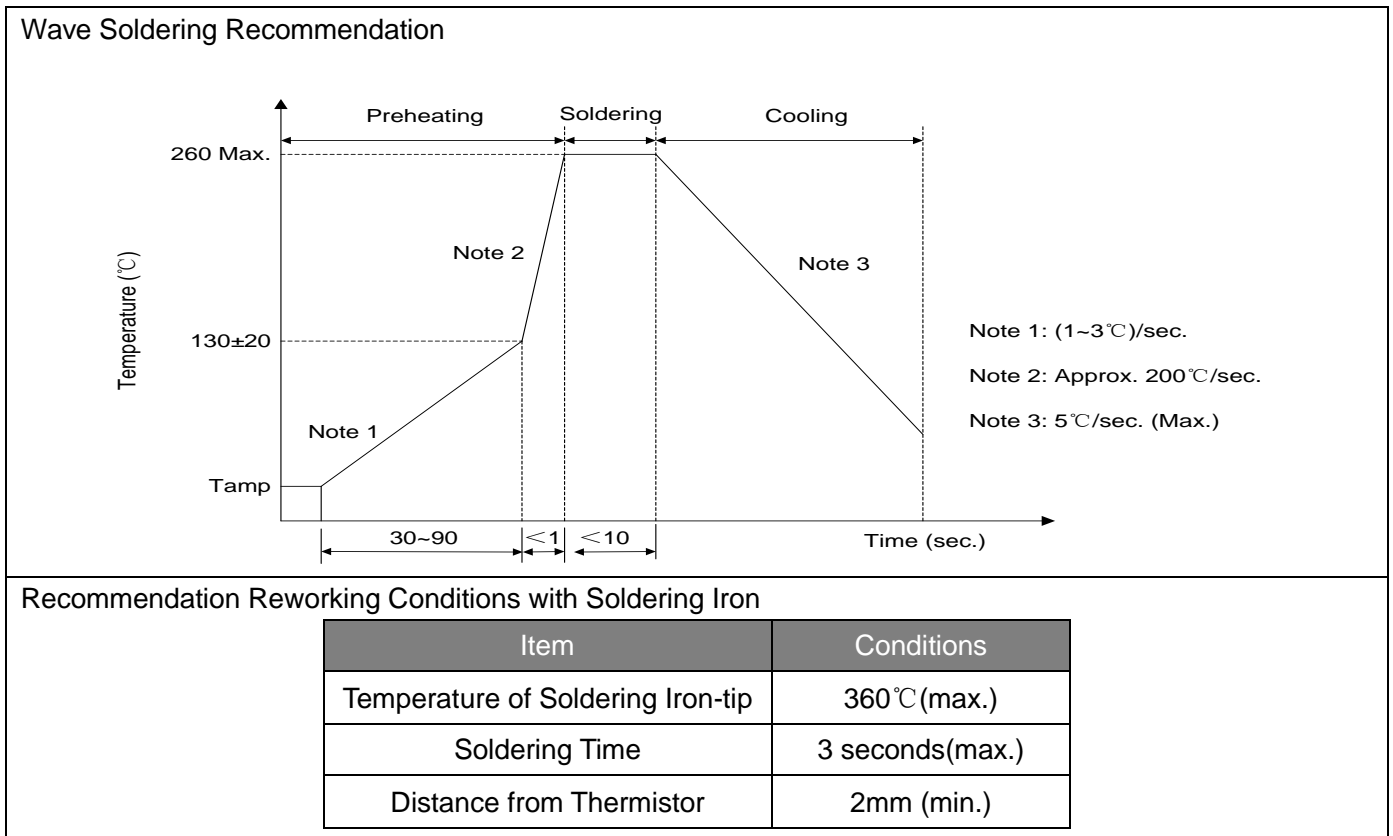 Wave Soldering Recommendation
Preheating Soldering Cooling
260 Max.
Note 2
Note 3
Temperature (℃)
130±20
Note 1: (1~3℃)/sec.
Note 2: Approx. 200℃/sec.
Note 3: 5℃/sec. (Max.)
Note 1
Tamp
30~90 <1 <10 Time (sec.)
Recommendation Reworking Conditions with Soldering Iron
Item Conditions
Temperature of Soldering Iron-tip 360℃(max.)
Soldering Time 3 seconds(max.)
Distance from Thermistor 2mm (min.)